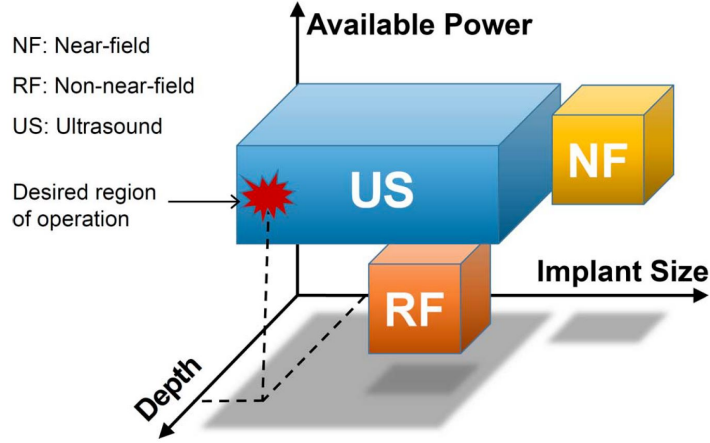 Available Power
NF: Near-field
RF: Non-near-field
US: Ultrasound
NF
US
Desired region
of operation
Implant Size
RF
Depth